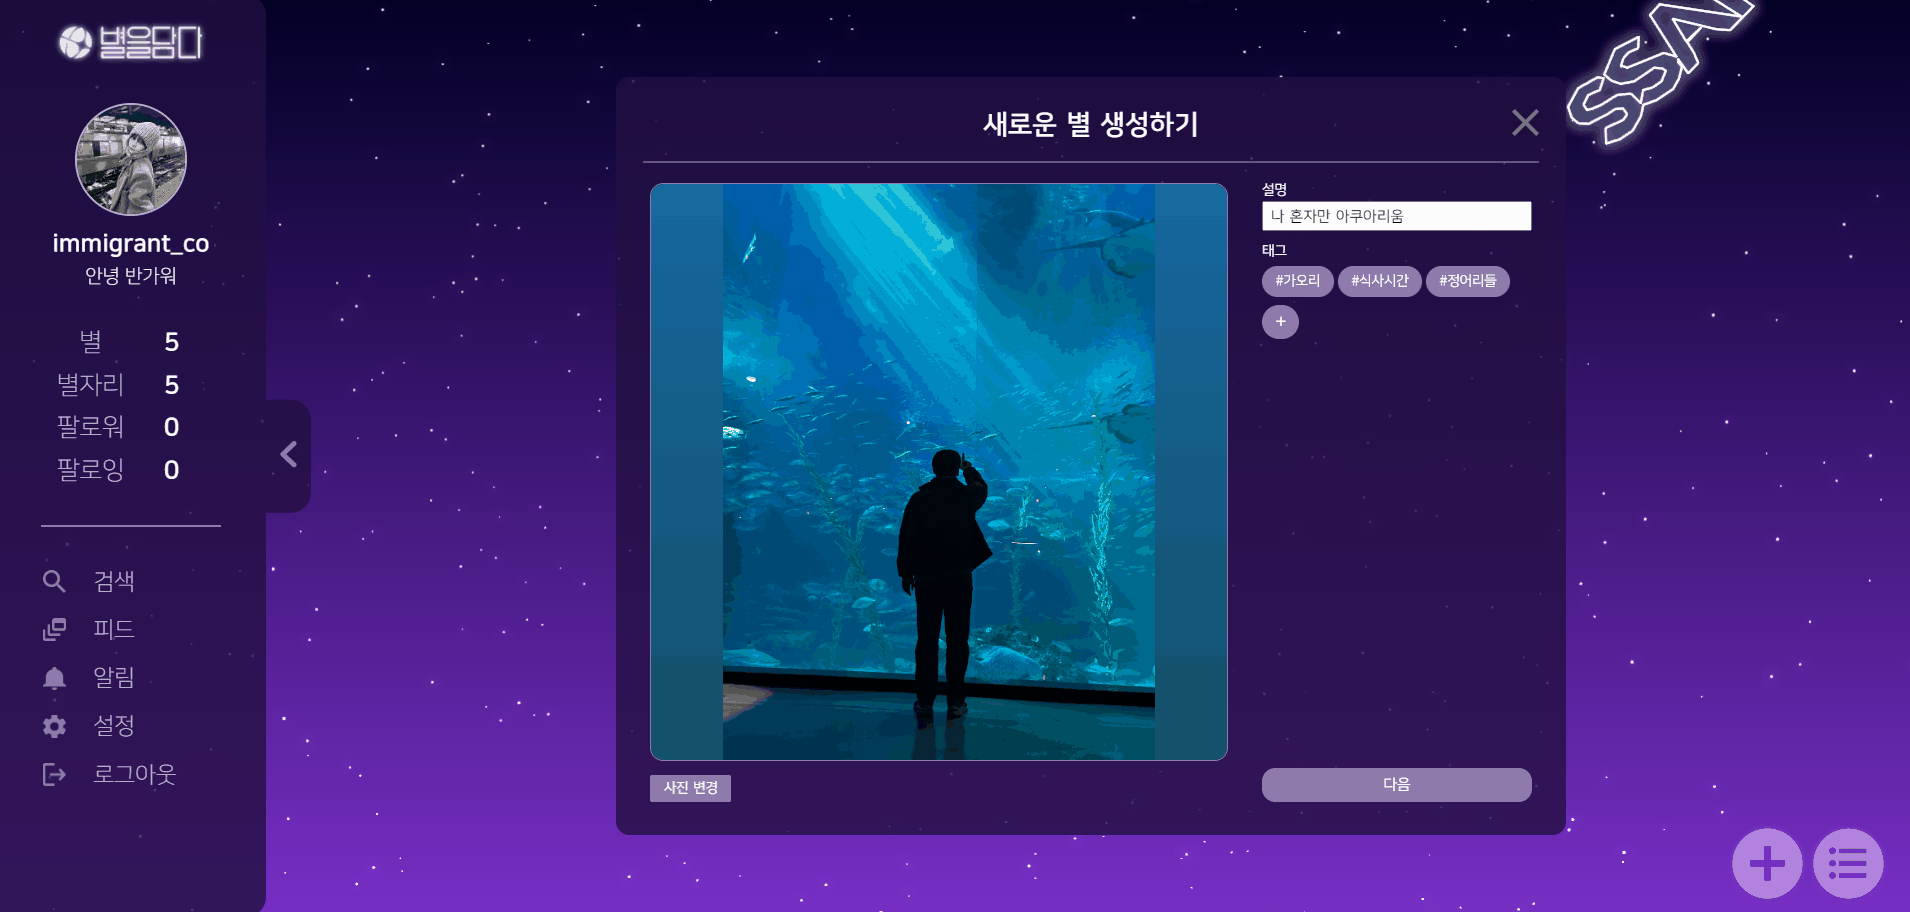 별을담다
immigrant_co
안녕 반가워
별 5
별자리 5
팔로워 0
팔로잉 0
검색
피드
알림
설정
로그아웃
새로운 별 생성하기
설명
나 혼자만 아쿠아리움
태그
#가오리 #식사시간 #정어리들
+
사진 변경
다음